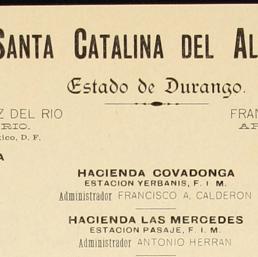 SANTA CATALINA DEL AL
Estado de Durango.
Z DEL RIO
RIO.
xico, D. F.
FRAN
AP
A
HACIENDA COVADONGA
ESTACION YERBANIS, F. I M.
Administrador FRANCISCO A. CALDERON
HACIENDA LAS MERCEDES
ESTACION PASAJE, F. I. M.
Administrador ANTONIO HERRAN